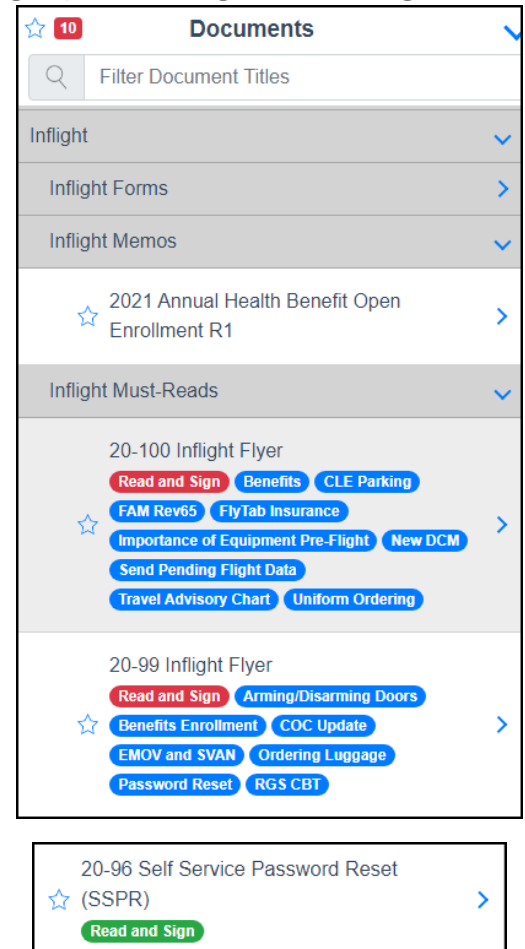 10 Documents
Filter Document Titles
Inflight
Inflight Forms
Inflight Memos
2021 Annual Health Benefit Open
Enrollment R1
Inflight Must-Reads
20-100 Inflight Flyer
Read and Sign Benefits CLE Parking
FAM Rev65 FlyTab Insurance
Importance of Equipment Pre-Flight New DCM
Send Pending Flight Data
Travel Advisory Chart Uniform Ordering
20-99 Inflight Flyer
Read and Sign Arming/Disarming Doors
Benefits Enrollment COC Update
EMOV and SVAN Ordering Luggage
Password Reset RGS CBT
20-96 Self Service Password Reset
(SSPR)
Read and Sign